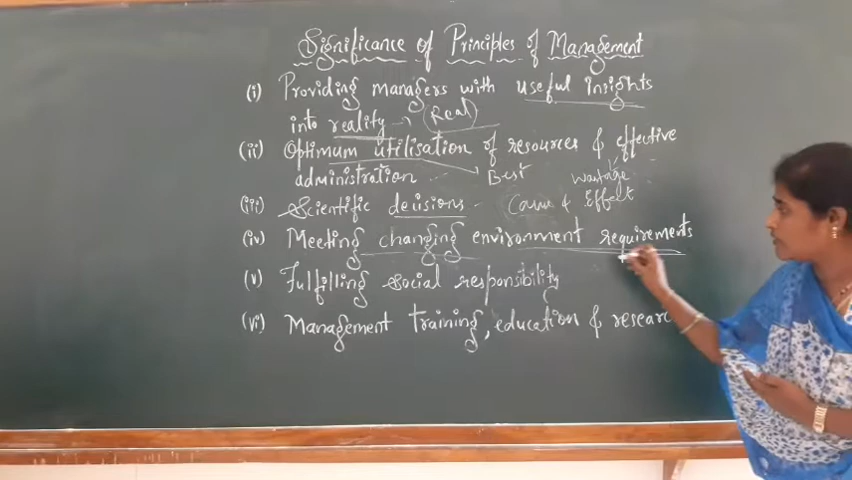 Significance of Principles of Management
(i) Providing managers with useful insights
into reality → (Real)
(ii) Optimum utilisation of resources & effective
administration Best wastage
(iii) Scientific decisions - Cause & Effect
(iv) Meeting changing environment requirements
(v) Fulfilling social responsibility
(vi) Management training, education & researc